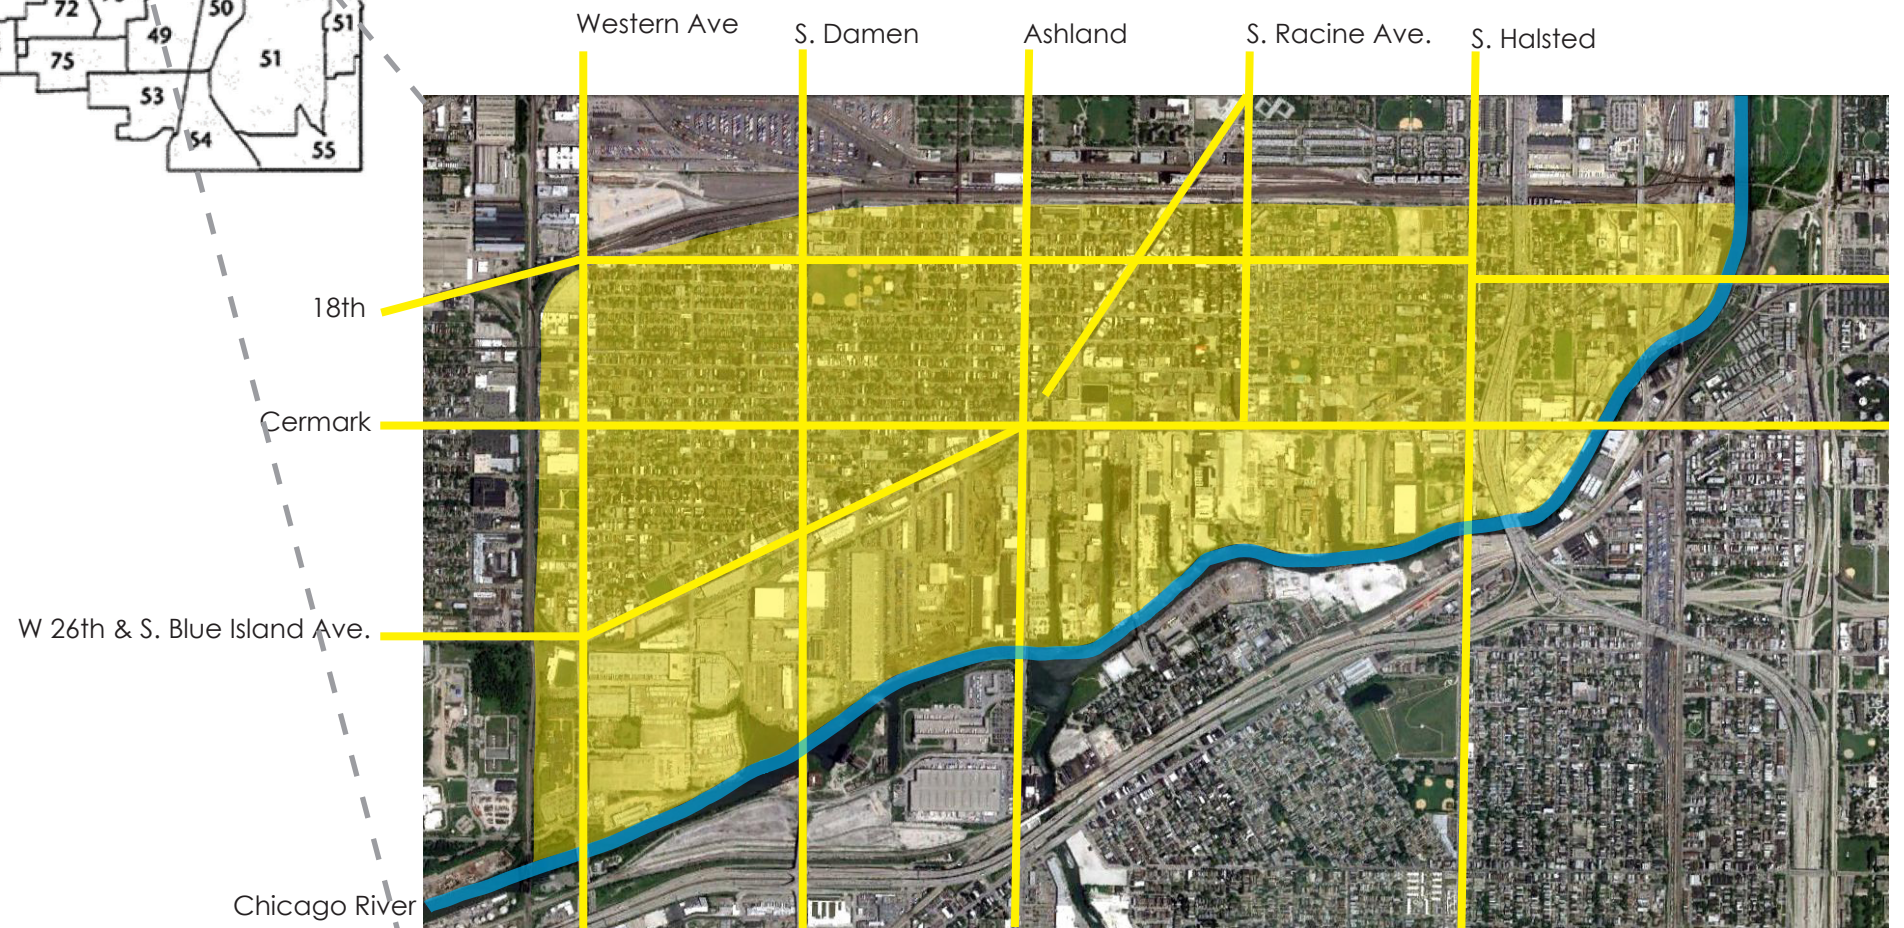 72
50
51
49
51
75
53
54
55
Western Ave
S. Damen
Ashland
S. Racine Ave.
S. Halsted
18th
Cermark
W 26th & S. Blue Island Ave.
Chicago River